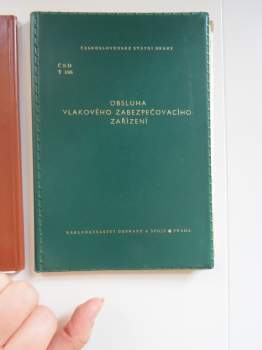 ČESKOSLOVENSKÉ STÁTNÍ DRÁHY
ČSD
OBSLUHA
VLAKOVÉHO ZABEZPEČOVACÍHO
ZAŘÍZENÍ
NAKLADATELSTVÍ DOPRAVY A SPOJŮ PRAHA